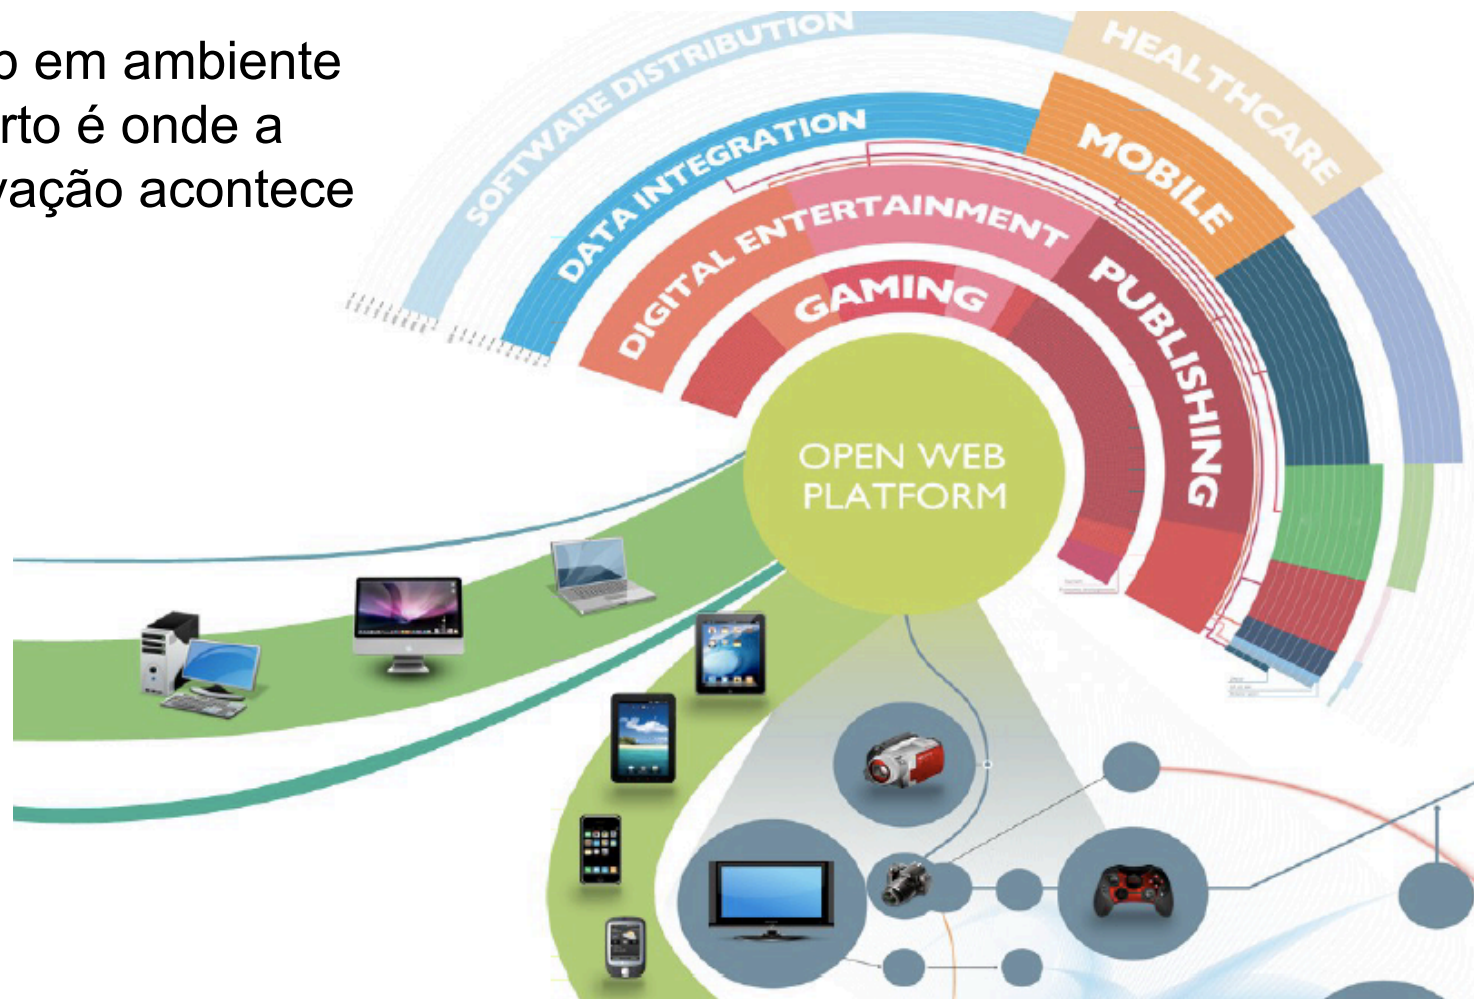 o em ambiente
rto é onde a
vação acontece
SOFTWARE DISTRIBUTION
HEALTHCARE
DATA INTEGRATION
MOBILE
DIGITAL ENTERTAINMENT
PUBLISHING
GAMING
OPEN WEB
PLATFORM